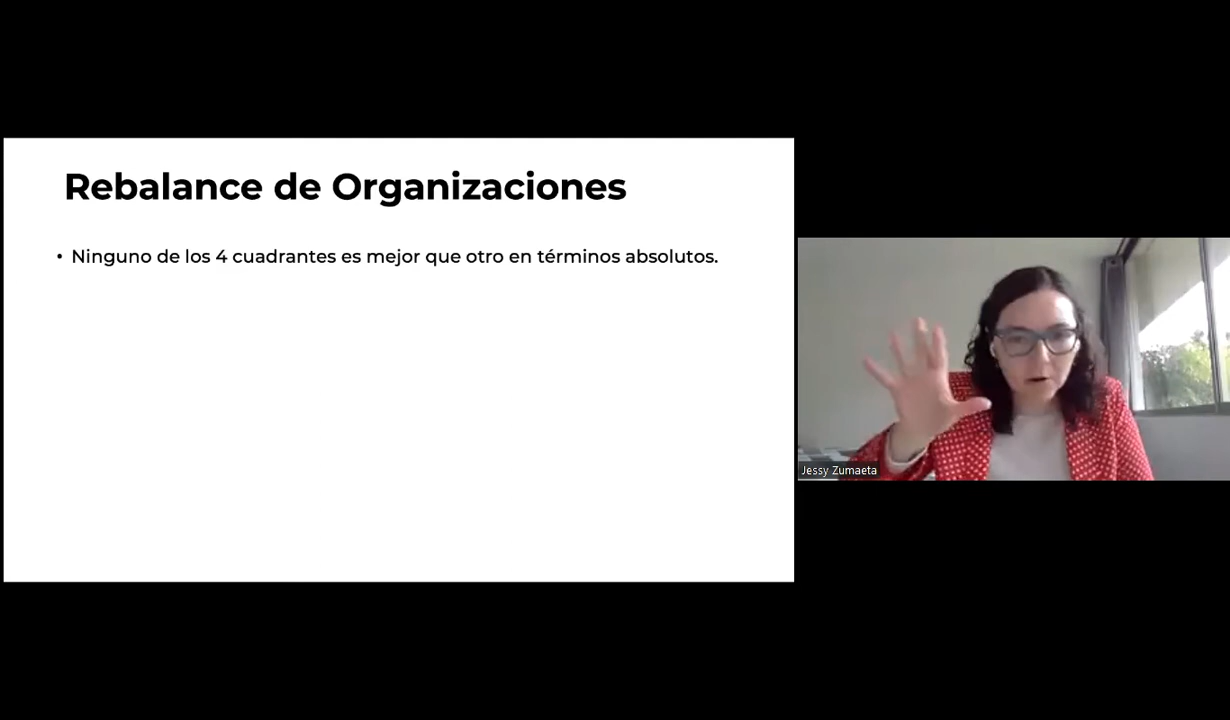 Rebalance de Organizaciones
• Ninguno de los 4 cuadrantes es mejor que otro en términos absolutos.
Jessy Zumaeta